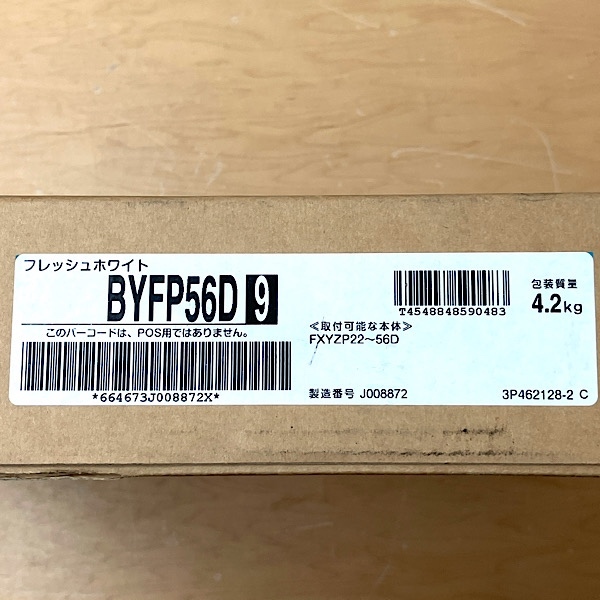 フレッシュホワイト
BYFP56D 9
このバーコードは、POS用ではありません。
*664673J008872X*
T4548848590483
包装質量
4.2kg
≪取付可能な本体≫
FXYZP22～56D
製造番号 J008872
3P462128-2 C